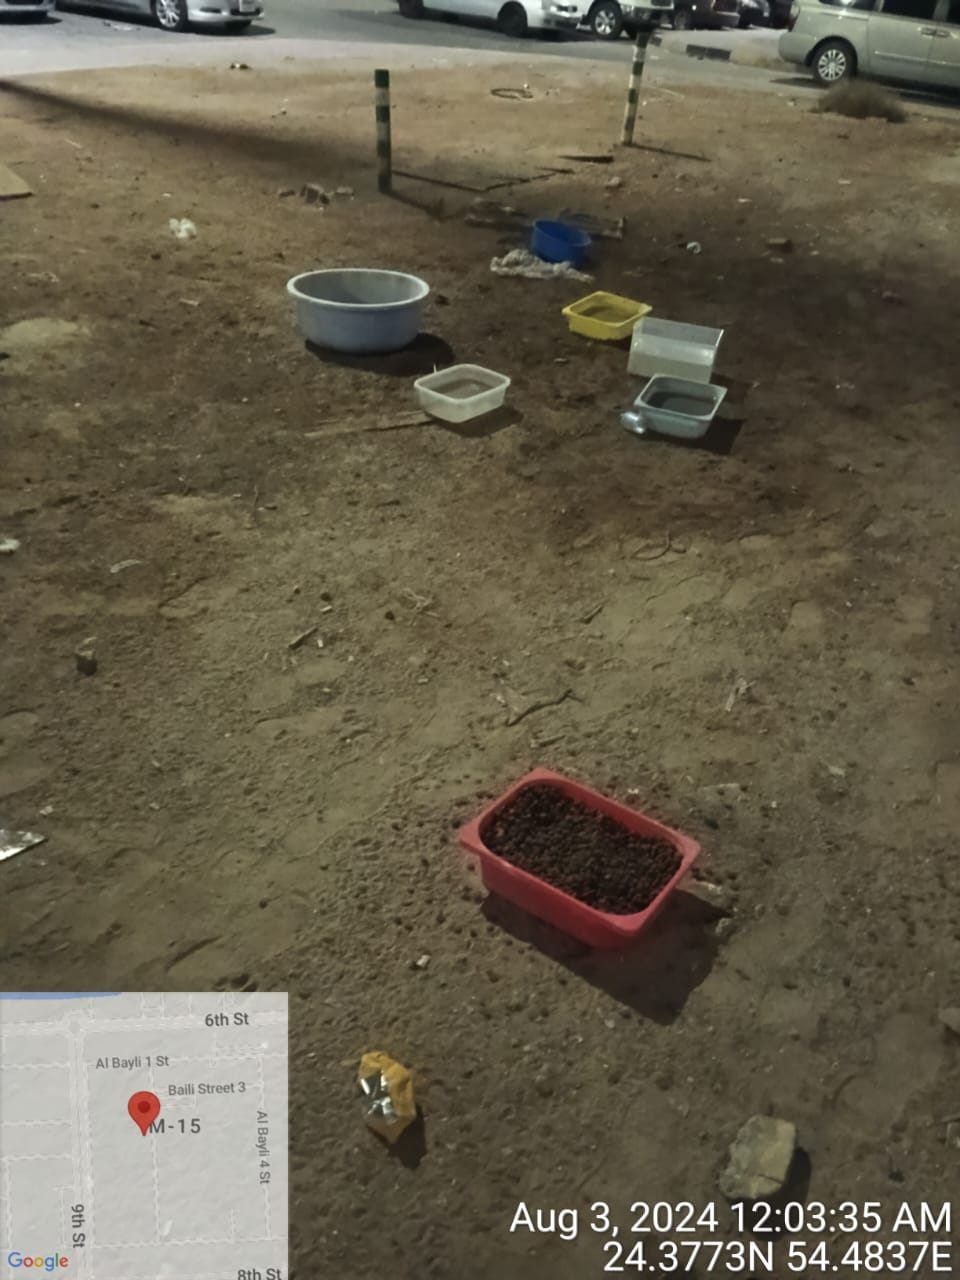 6th St
Al Bayli 1 St
Baili Street 3
M-15
Al Bayli 4 St
9th St
Google
8th St
Aug 3, 2024 12:03:35 AM
24.3773N 54.4837E